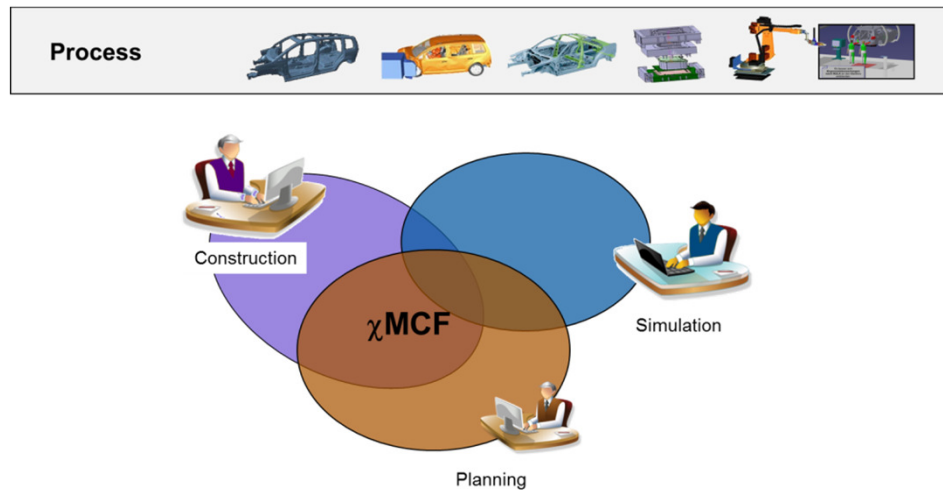 Process
Construction
χMCF
Simulation
Planning